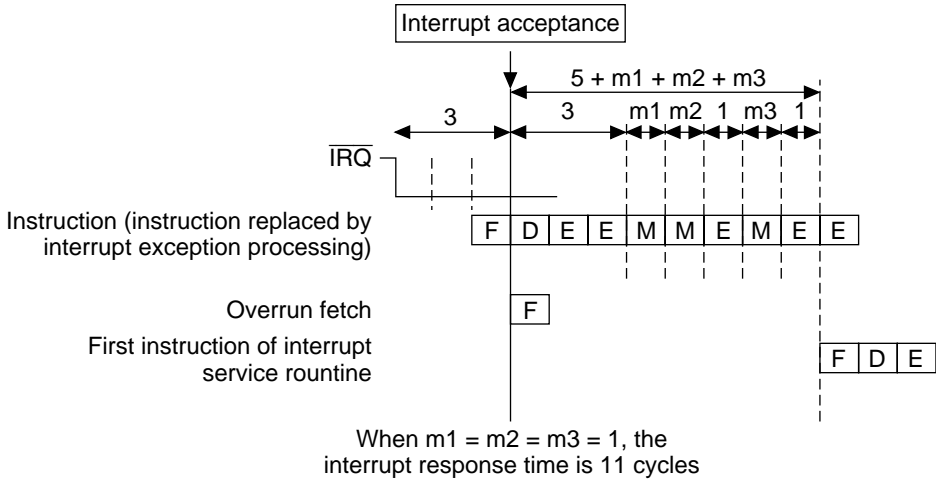 Interrupt acceptance
5 + m1 + m2 + m3
3 3 m1 m2 1 m3 1
IRQ
Instruction (instruction replaced by
interrupt exception processing)
F D E E M M E M E E
Overrun fetch
F
First instruction of interrupt
service rountine
F D E
When m1 = m2 = m3 = 1, the
interrupt response time is 11 cycles